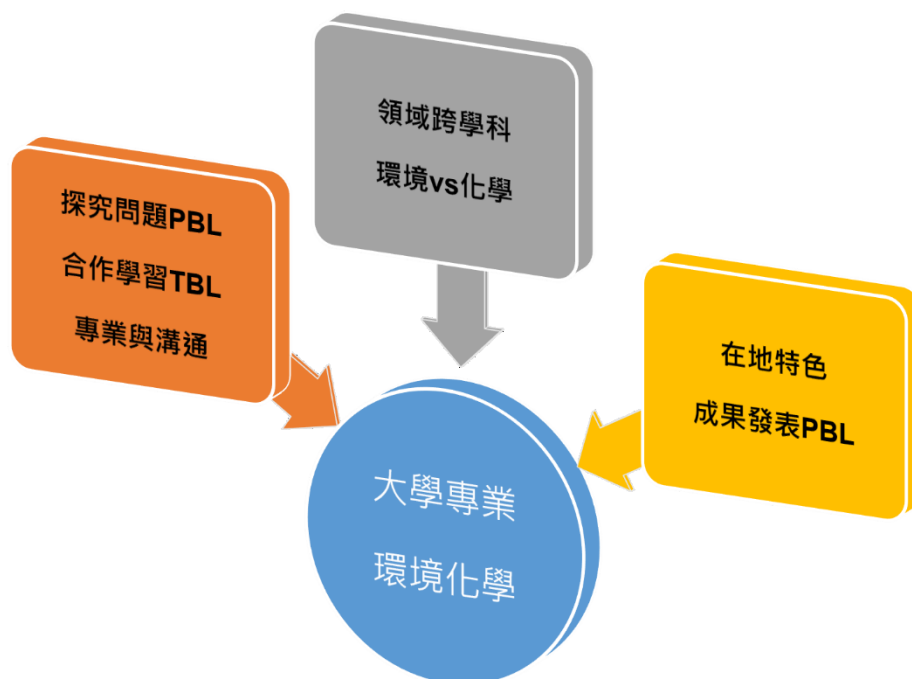 領域跨學科
環境vs化學
探究問題PBL
合作學習TBL
專業與溝通
在地特色
成果發表PBL
大學專業
環境化學